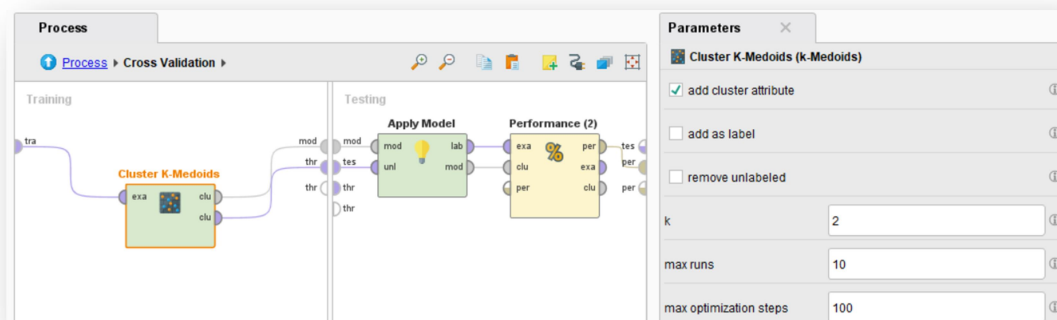 Process
Process ▸ Cross Validation ▸
Training
tra
Cluster K-Medoids
exa
clu
clu
mod
thr
thr
Testing
mod
tes
thr
thr
Apply Model
mod
lab
unl
mod
Performance (2)
exa
per
clu
exa
per
clu
tes
per
per
Parameters
Cluster K-Medoids (k-Medoids)
add cluster attribute
add as label
remove unlabeled
k
2
max runs
10
max optimization steps
100